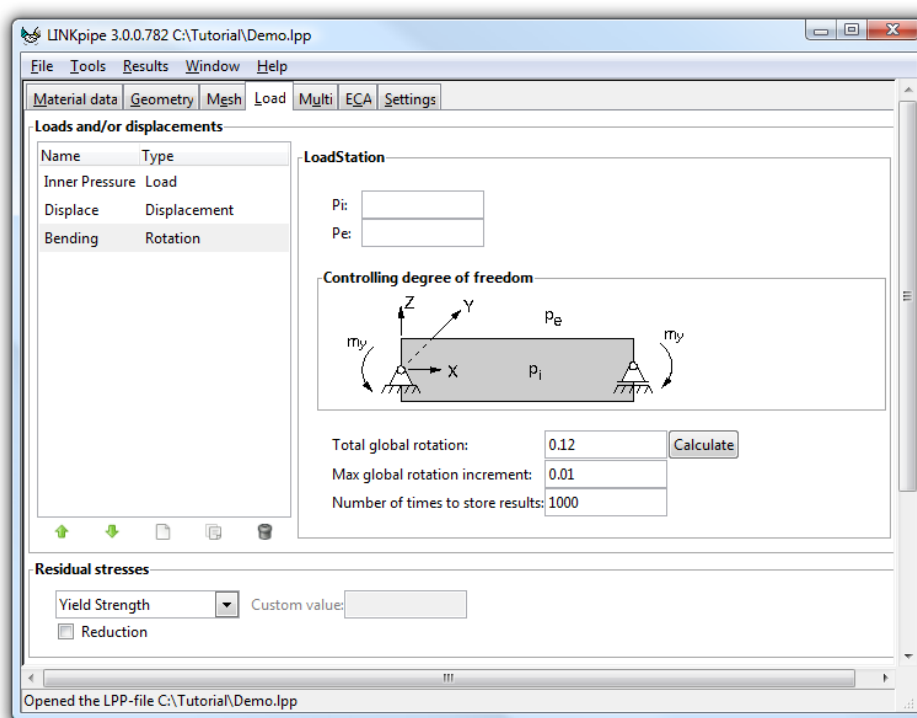 LINKpipe 3.0.0.782 C:\Tutorial\Demo.lpp
File Tools Results Window Help
Material data Geometry Mesh Load Multi ECA Settings
Loads and/or displacements
Name Type
Inner Pressure Load
Displace Displacement
Bending Rotation
LoadStation
Pi:
Pe:
Controlling degree of freedom
Z Y pe
my my
X pi
Total global rotation: 0.12 Calculate
Max global rotation increment: 0.01
Number of times to store results: 1000
Residual stresses
Yield Strength Custom value:
Reduction
Opened the LPP-file C:\Tutorial\Demo.lpp